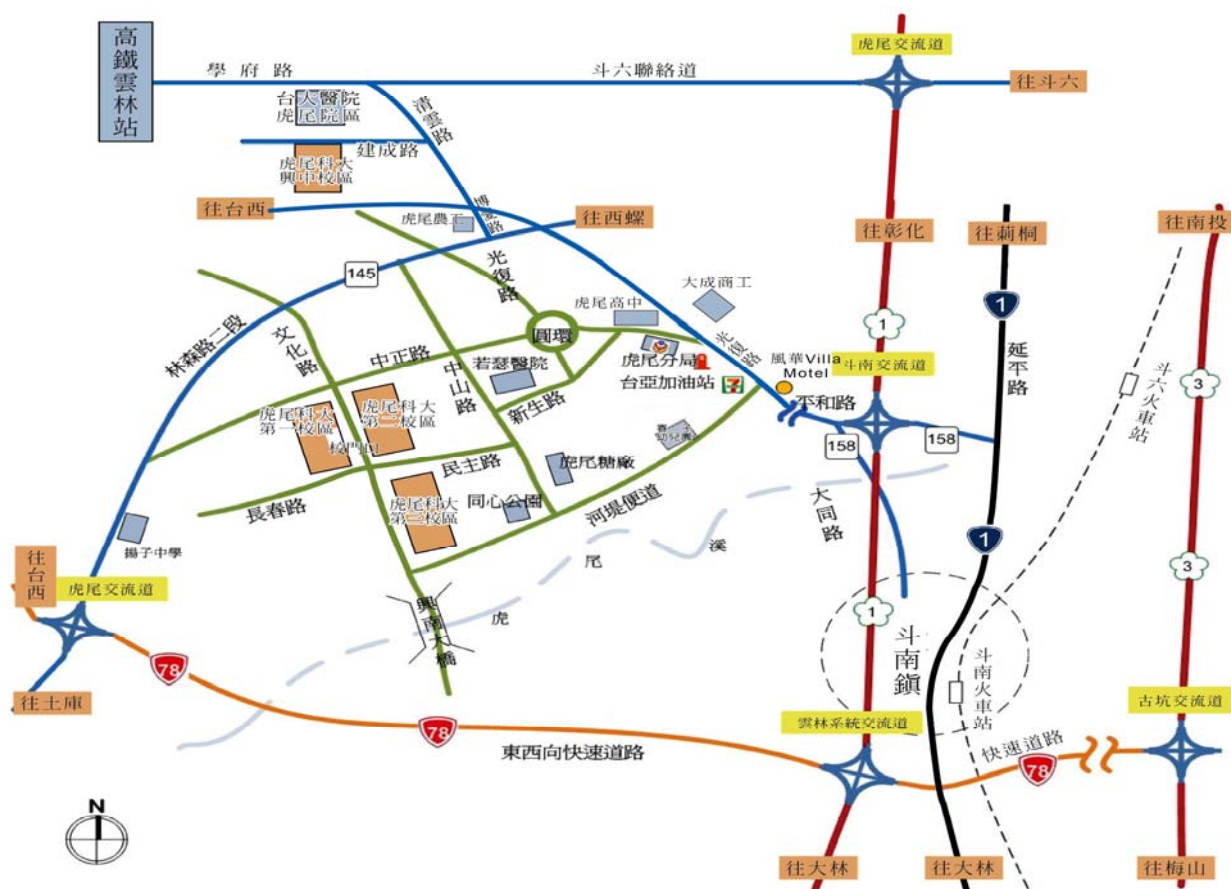 高鐵雲林站
學府路
斗六聯絡道
虎尾交流道
往斗六
台大醫院
虎尾院區
清雲路
建成路
虎尾科大
興中校區
往台西
虎尾農工
博愛路
往西螺
往彰化
往莿桐
往南投
145
光復路
大成商工
虎尾高中
1
1
延平路
斗六火車站
3
林森路二段
文化路
中正路
中山路
圓環
若瑟醫院
虎尾分局
台亞加油站
7
光復路
風華Villa
Motel
斗南交流道
平和路
158
158
新生路
虎尾科大
第一校區
校門口
虎尾科大
第二校區
民主路
虎尾糖廠
幼兒園
大同路
長春路
虎尾科大
第三校區
同心公園
河堤便道
揚子中學
虎
尾
溪
1
3
往台西
虎尾交流道
興南大橋
1
斗南鎮
斗南火車站
78
往土庫
78
東西向快速道路
雲林系統交流道
快速道路
78
古坑交流道
N
往大林
往大林
往梅山